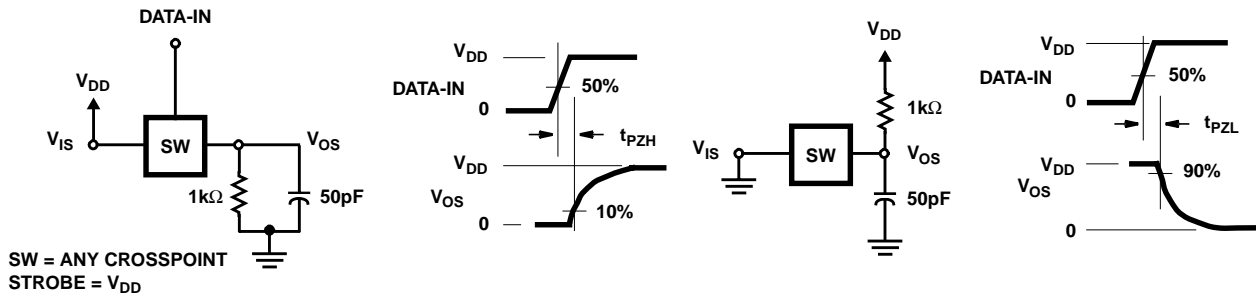 DATA-IN
V_DD
V_IS
SW
V_OS
1kΩ
50pF
SW = ANY CROSSPOINT
STROBE = V_DD
V_DD
DATA-IN
50%
0
t_PZH
V_DD
V_OS
10%
0
V_DD
1kΩ
V_IS
SW
V_OS
50pF
V_DD
DATA-IN
50%
0
t_PZL
V_DD
90%
V_OS
0